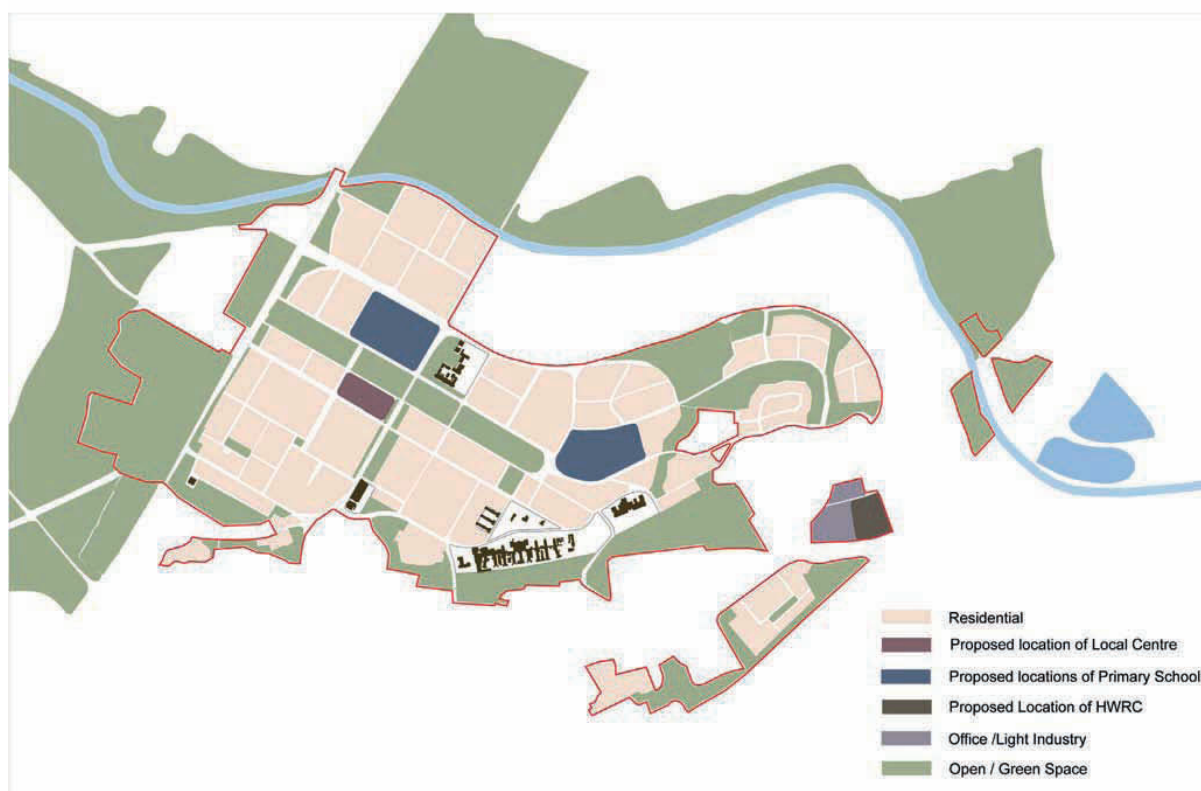 Residential
Proposed location of Local Centre
Proposed locations of Primary School
Proposed Location of HWRC
Office /Light Industry
Open / Green Space